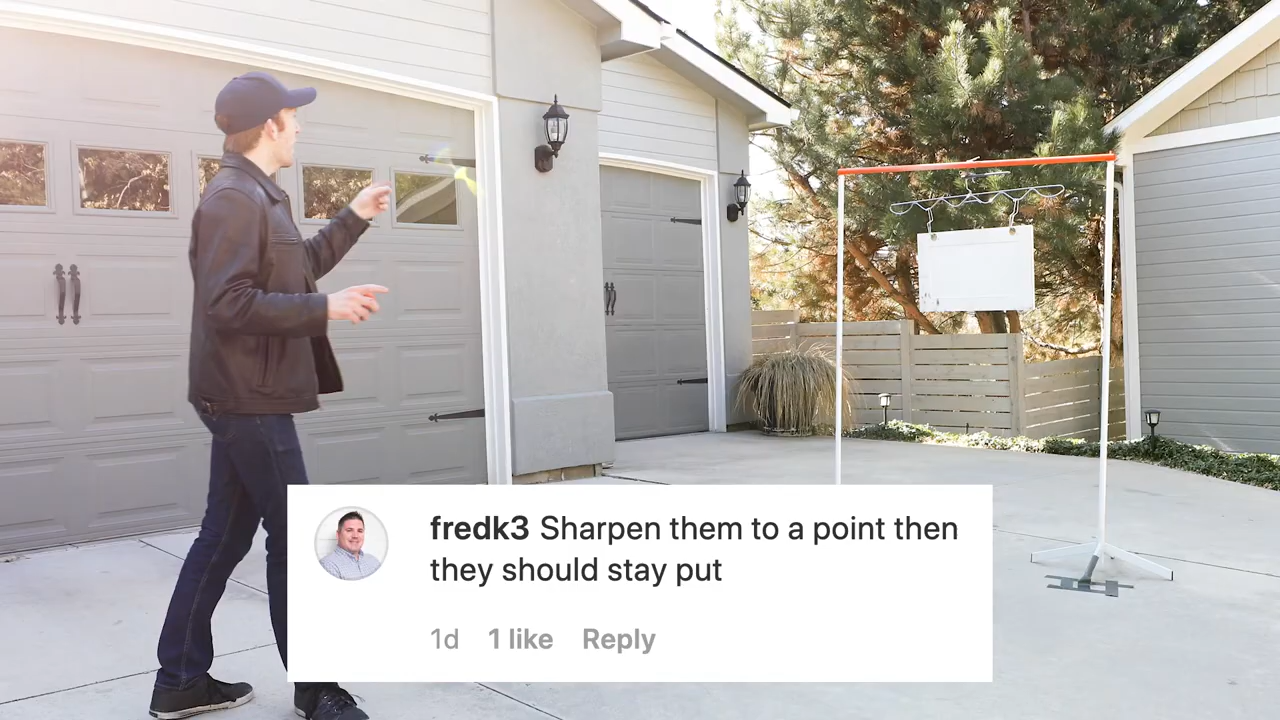 fredk3 Sharpen them to a point then
they should stay put
1d 1 like Reply